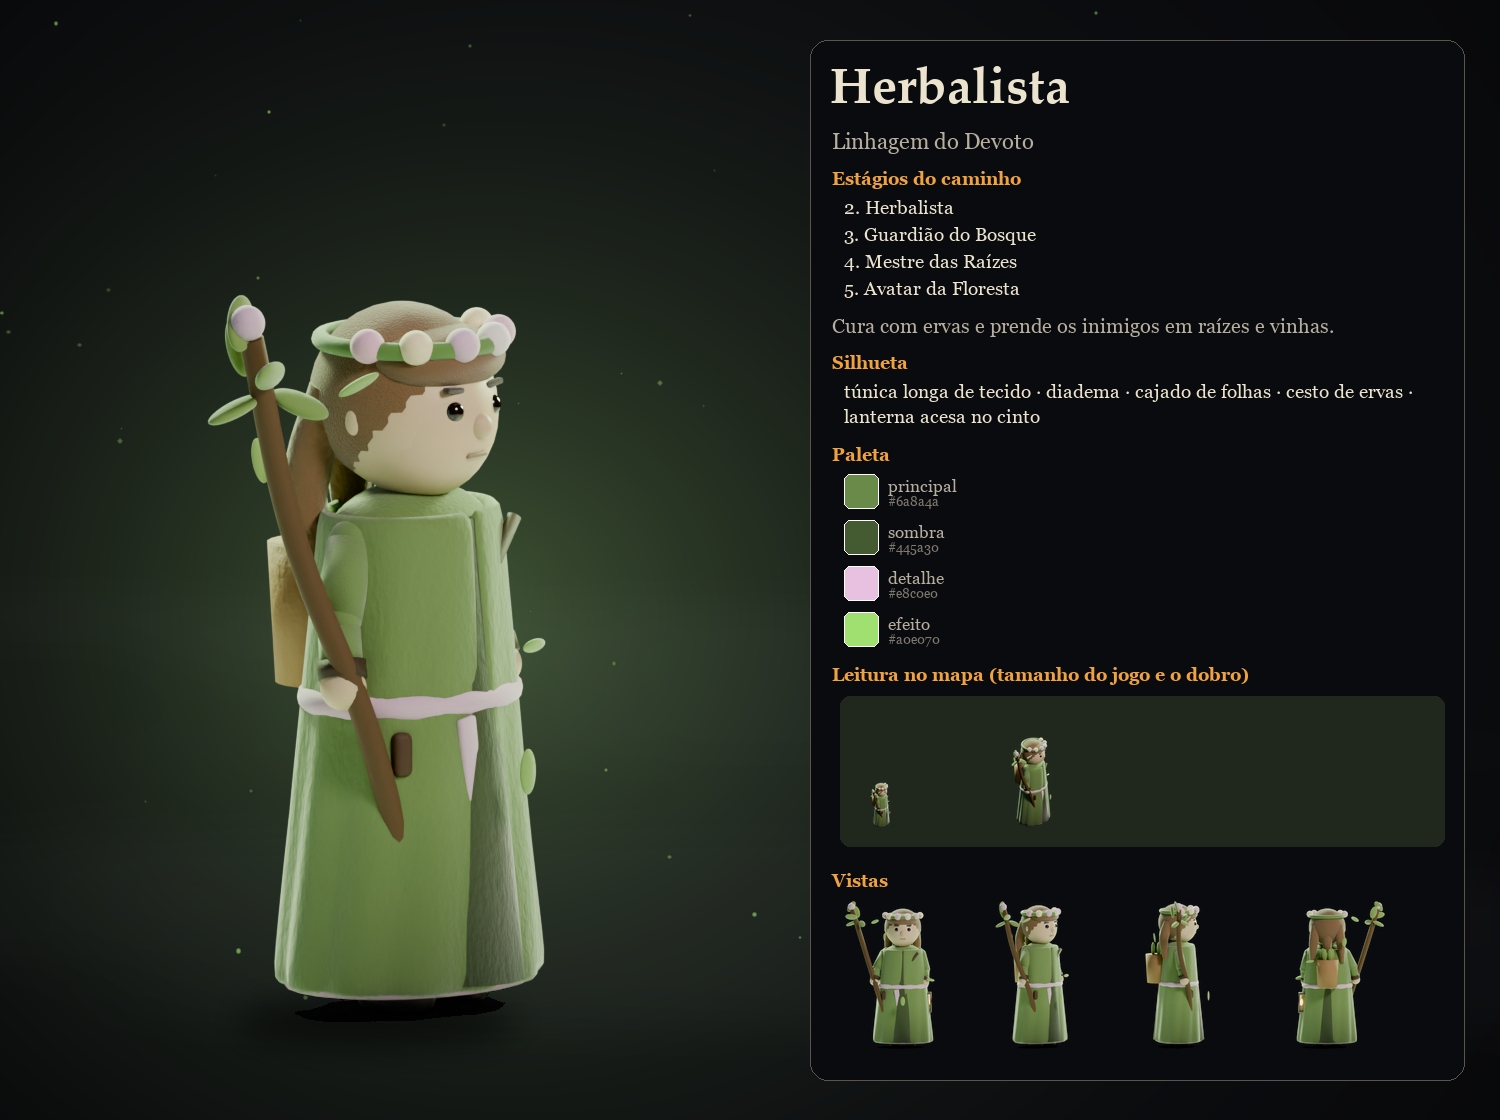 Herbalista
Linhagem do Devoto
Estágios do caminho
2. Herbalista
3. Guardião do Bosque
4. Mestre das Raízes
5. Avatar da Floresta
Cura com ervas e prende os inimigos em raízes e vinhas.
Silhueta
túnica longa de tecido · diadema · cajado de folhas · cesto de ervas ·
lanterna acesa no cinto
Paleta
principal
#6a8a4a
sombra
#445a30
detalhe
#e8c0e0
efeito
#a0e070
Leitura no mapa (tamanho do jogo e o dobro)
Vistas